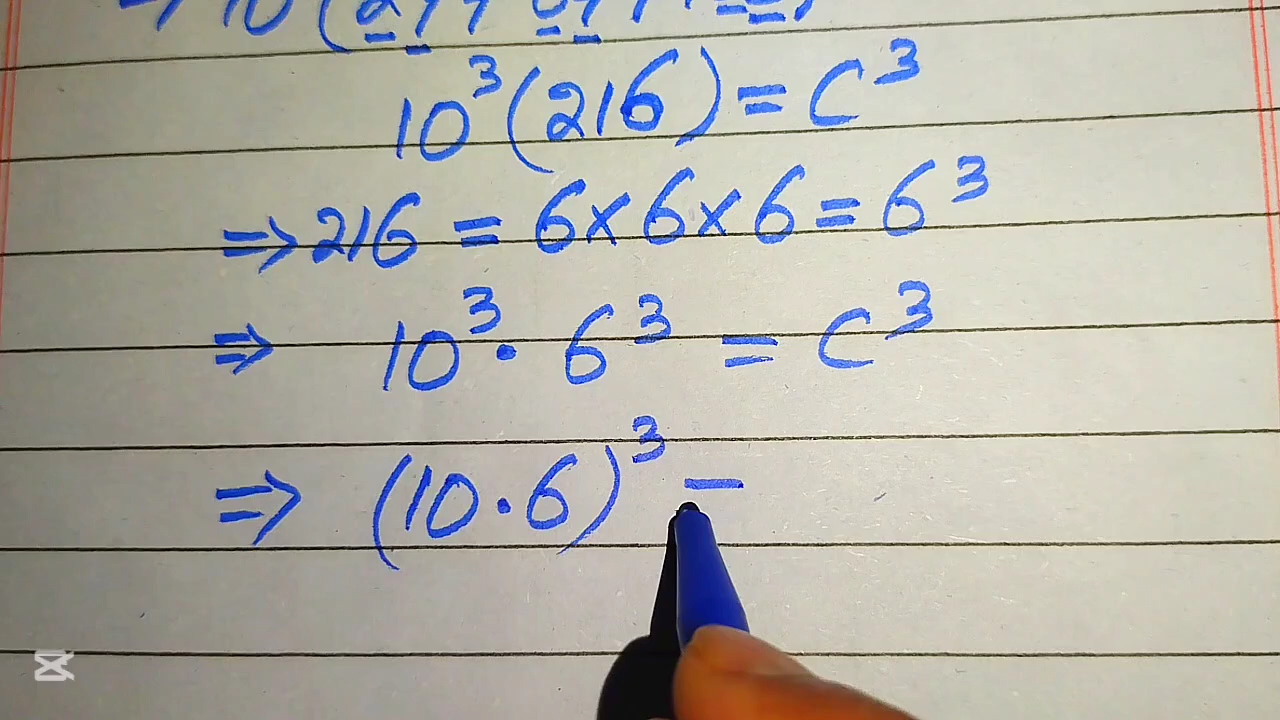 10³(216) = C³
⇒ 216 = 6×6×6 = 6³
⇒ 10³ · 6³ = C³
⇒ (10·6)³ −